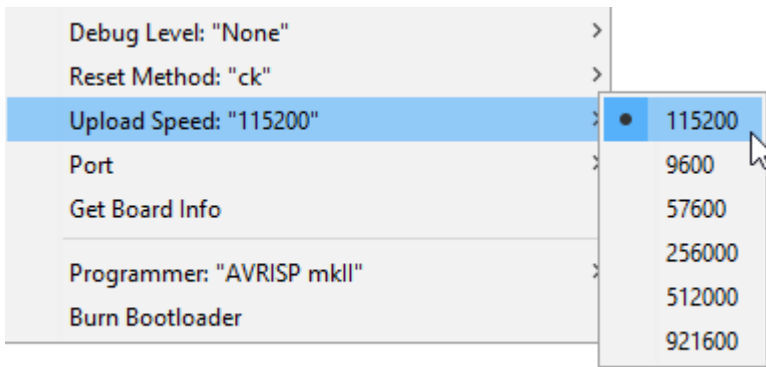 Debug Level: "None"
Reset Method: "ck"
Upload Speed: "115200"
Port
Get Board Info
Programmer: "AVRISP mkII"
Burn Bootloader
115200
9600
57600
256000
512000
921600